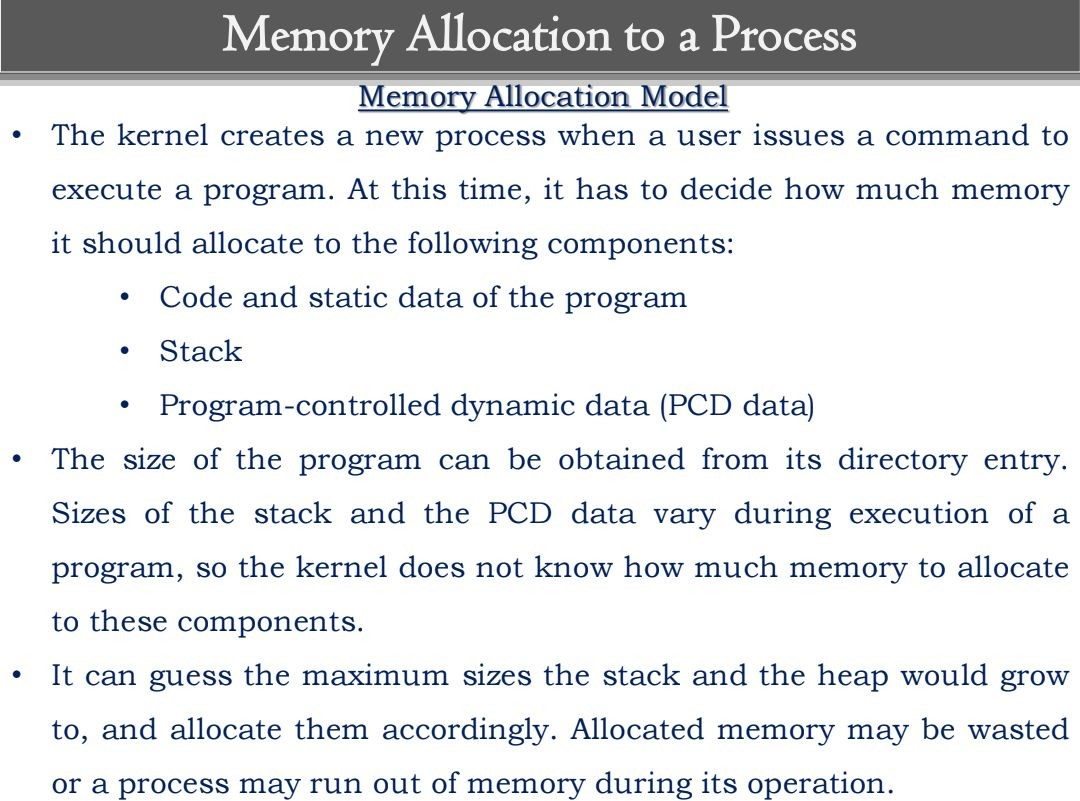 Memory Allocation to a Process
Memory Allocation Model
• The kernel creates a new process when a user issues a command to
execute a program. At this time, it has to decide how much memory
it should allocate to the following components:
• Code and static data of the program
• Stack
• Program-controlled dynamic data (PCD data)
• The size of the program can be obtained from its directory entry.
Sizes of the stack and the PCD data vary during execution of a
program, so the kernel does not know how much memory to allocate
to these components.
• It can guess the maximum sizes the stack and the heap would grow
to, and allocate them accordingly. Allocated memory may be wasted
or a process may run out of memory during its operation.